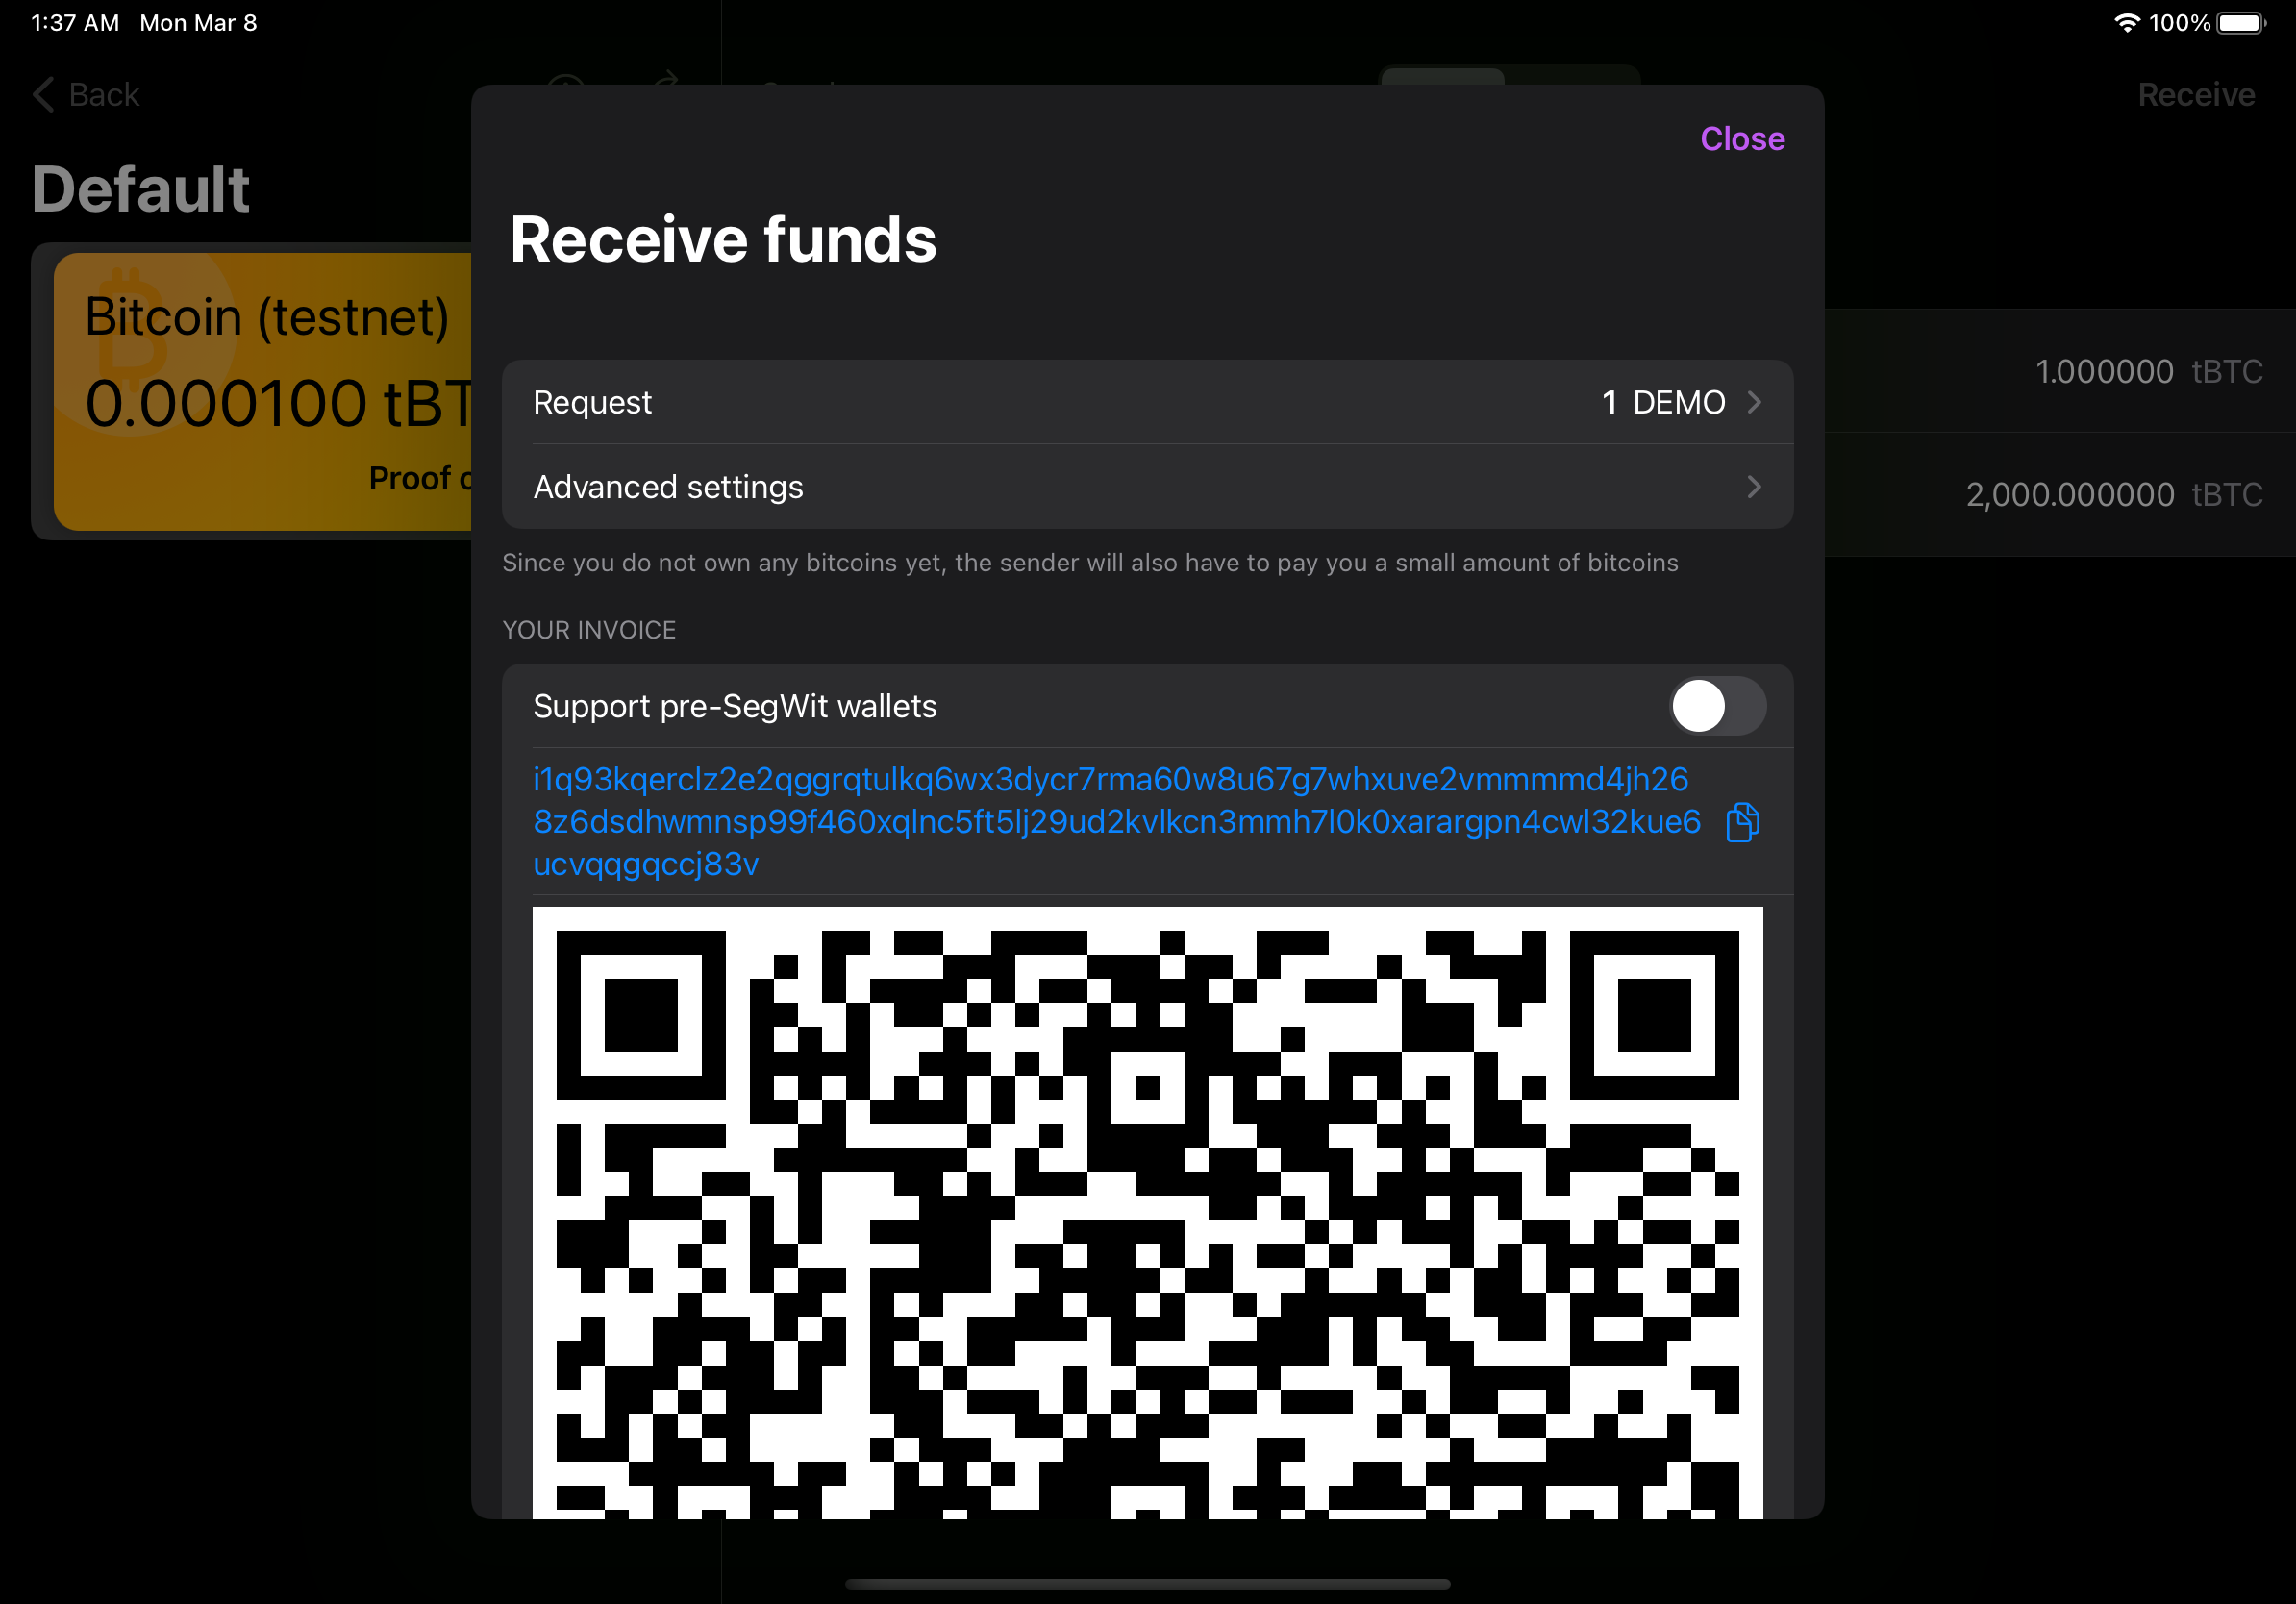 1:37 AM Mon Mar 8
100%
Back
Receive
Default
Close
Receive funds
Bitcoin (testnet)
0.000100 tBT
Proof
Request 1 DEMO
Advanced settings
1.000000 tBTC
2,000.000000 tBTC
Since you do not own any bitcoins yet, the sender will also have to pay you a small amount of bitcoins
YOUR INVOICE
Support pre-SegWit wallets
i1q93kqerclz2e2qggrqtulkq6wx3dycr7rma60w8u67g7whxuve2vmmmmd4jh26
8z6dsdhwmnsp99f460xqlnc5ft5lj29ud2kvlkcn3mmh7l0k0xarargpn4cwl32kue6
ucvqqgqccj83v